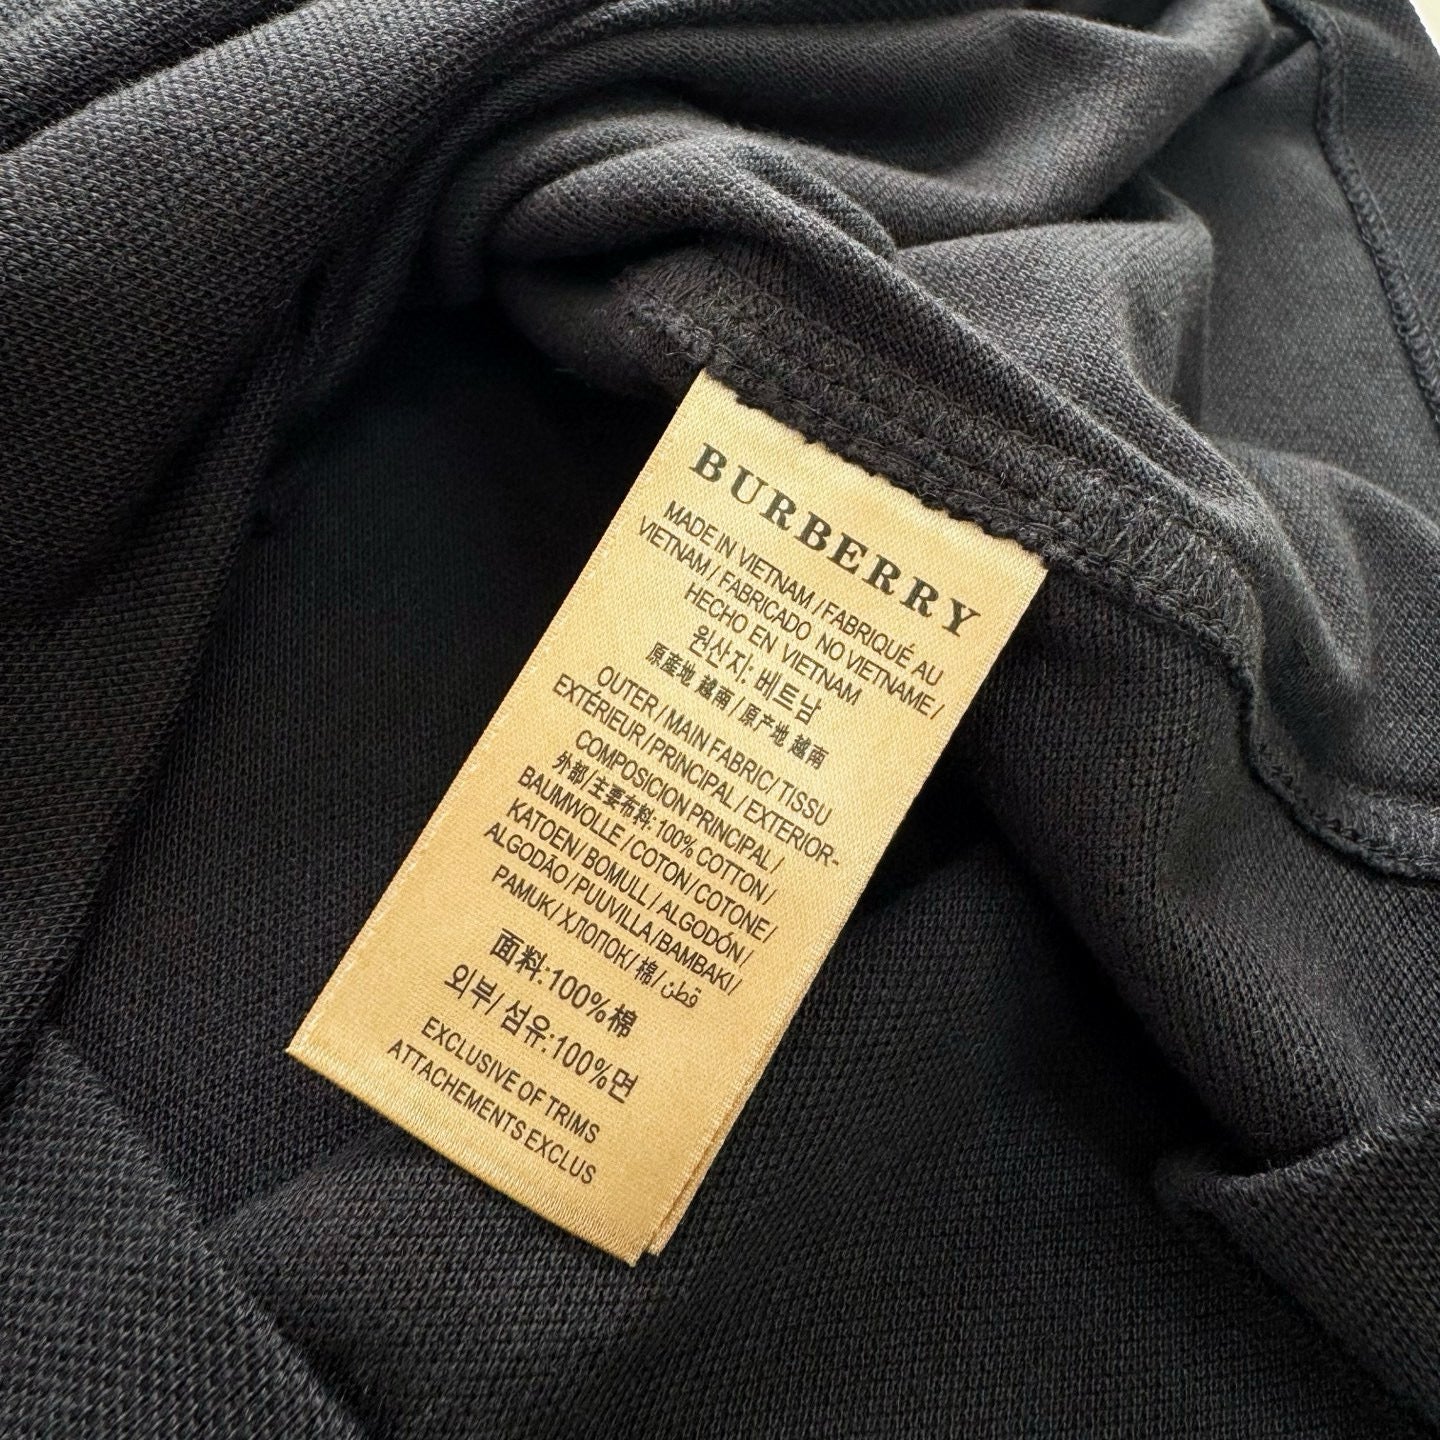 BURBERRY
MADE IN VIETNAM / FABRIQUÉ AU
VIETNAM / FABRICADO NO VIETNAME /
HECHO EN VIETNAM
원산지: 베트남
原産地 越南 / 原产地 越南
OUTER / MAIN FABRIC / TISSU
EXTÉRIEUR / PRINCIPAL / EXTERIOR-
COMPOSICION PRINCIPAL /
外部 / 主要布料: 100% COTTON /
BAUMWOLLE / COTON / COTONE /
KATOEN / BOMULL / ALGODÓN /
ALGODÃO / PUUVILLA / BAMBAKI /
PAMUK / ХЛОПОК / 棉 / قطن
面料:100%棉
외부/ 섬유:100%면
EXCLUSIVE OF TRIMS
ATTACHEMENTS EXCLUS